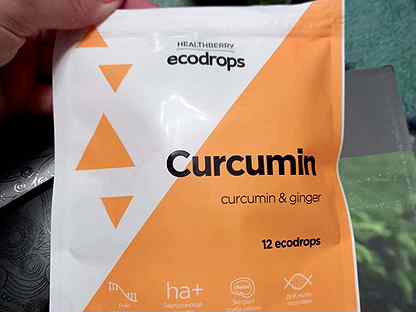 HEALTHBERRY
ecodrops
Curcumin
curcumin & ginger
12 ecodrops
ha+